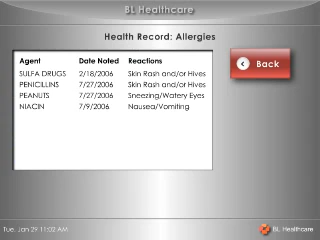 BL Healthcare
Health Record: Allergies
Agent Date Noted Reactions
SULFA DRUGS 2/18/2006 Skin Rash and/or Hives
PENICILLINS 7/27/2006 Skin Rash and/or Hives
PEANUTS 7/27/2006 Sneezing/Watery Eyes
NIACIN 7/9/2006 Nausea/Vomiting
Back
Tue, Jan 29 11:02 AM
BL Healthcare